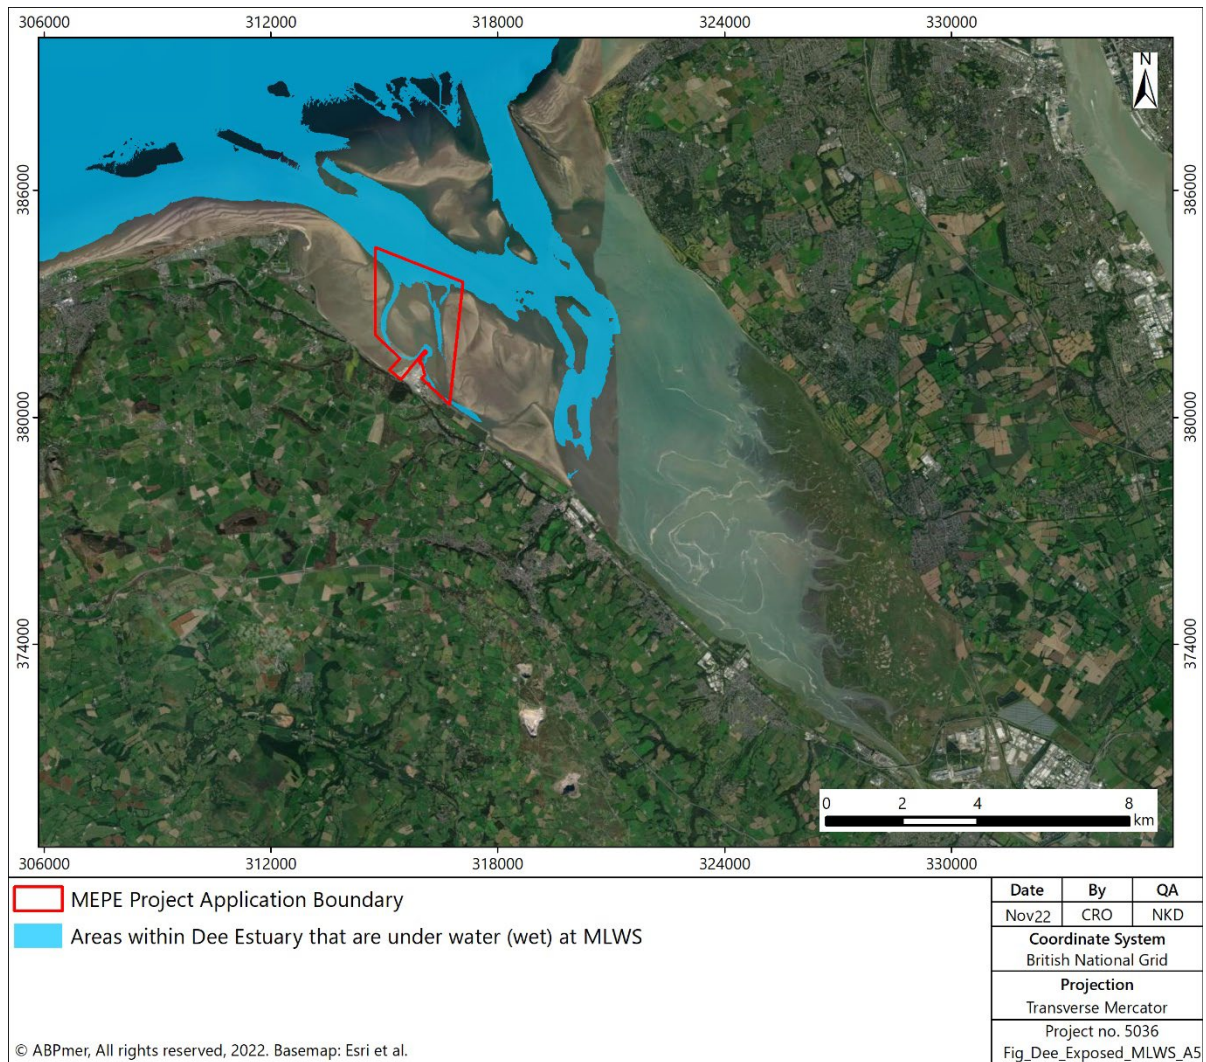 306000 312000 318000 324000 330000
N
386000 386000
380000 380000
374000 374000
0 2 4 8
km
306000 312000 318000 324000 330000
MEPE Project Application Boundary
Areas within Dee Estuary that are under water (wet) at MLWS
© ABPmer, All rights reserved, 2022. Basemap: Esri et al.
Date By QA
Nov22 CRO NKD
Coordinate System
British National Grid
Projection
Transverse Mercator
Project no. 5036
Fig_Dee_Exposed_MLWS_A5